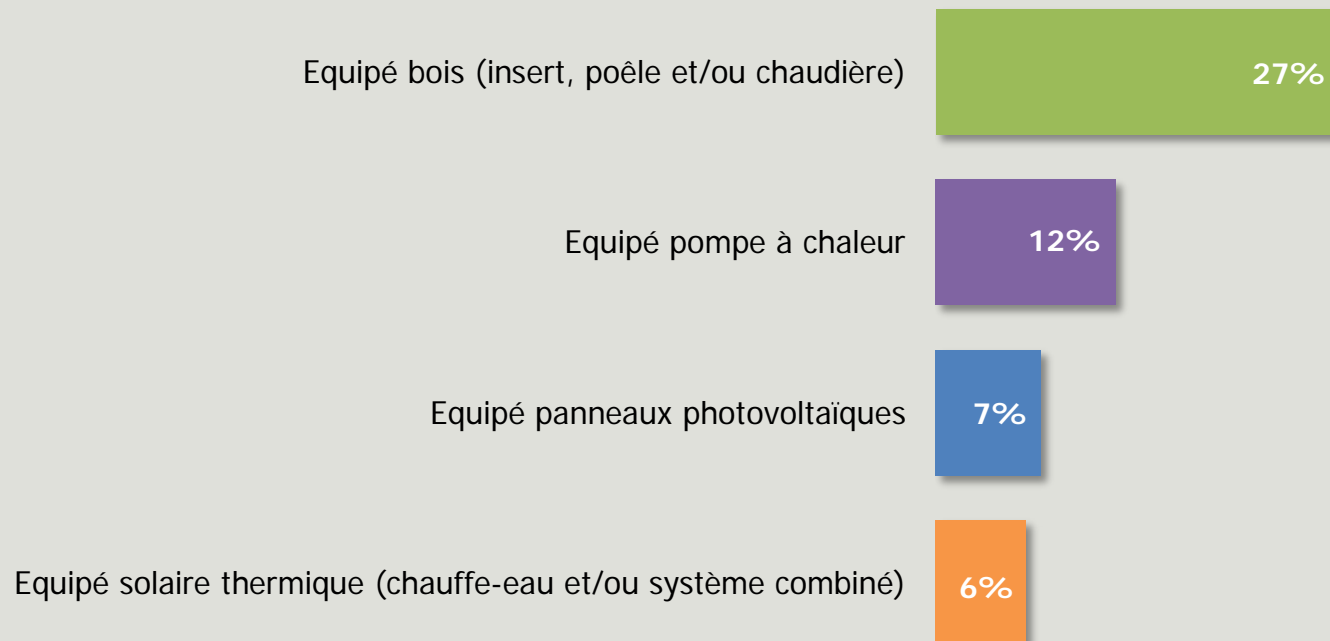 Equipé bois (insert, poêle et/ou chaudière) 27%
Equipé pompe à chaleur 12%
Equipé panneaux photovoltaïques 7%
Equipé solaire thermique (chauffe-eau et/ou système combiné) 6%